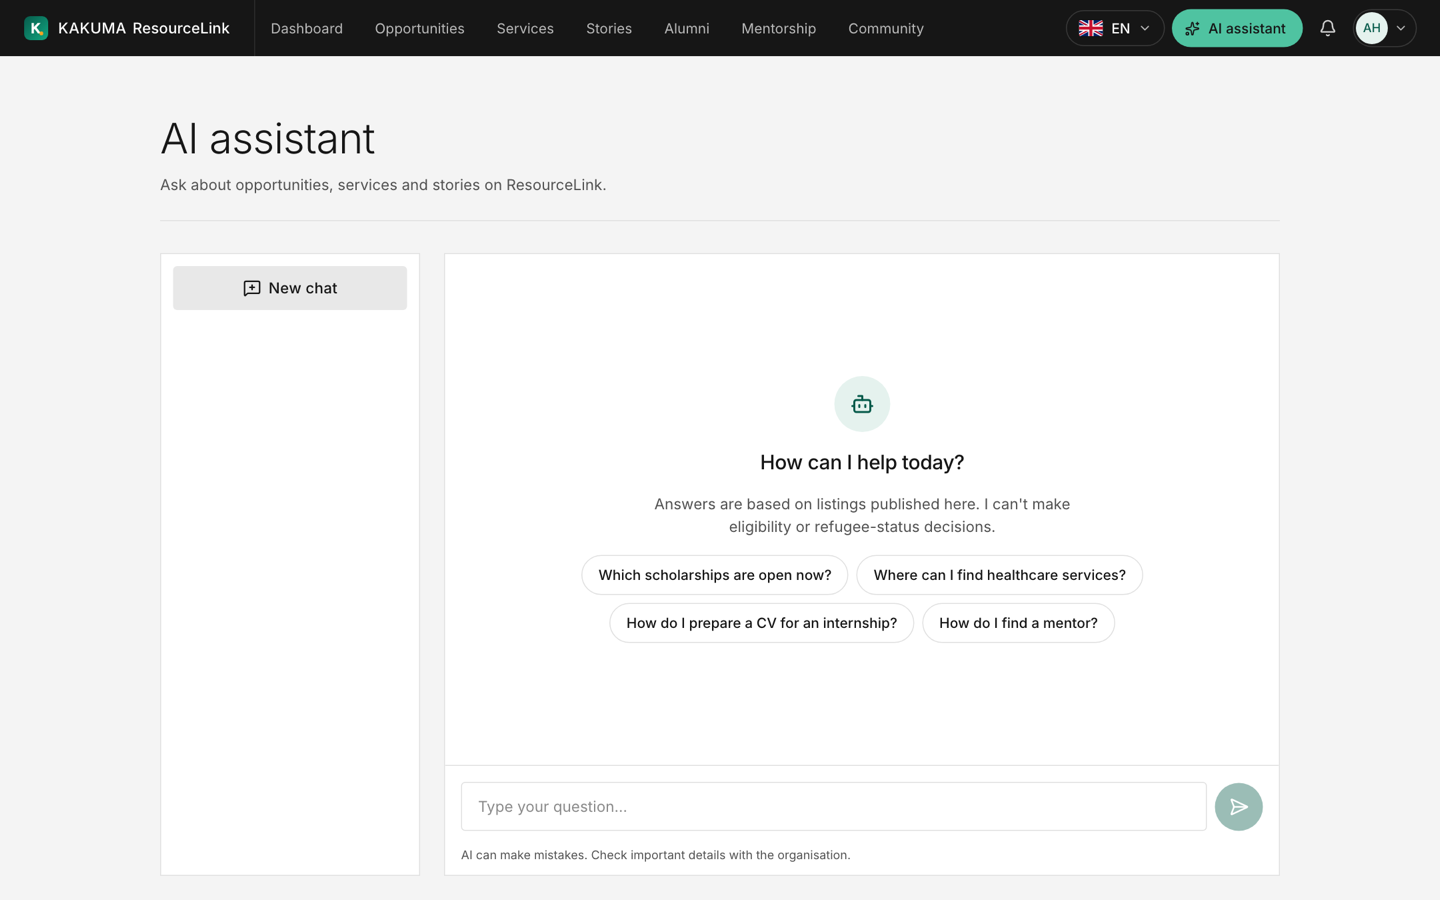 K
KAKUMA ResourceLink
Dashboard
Opportunities
Services
Stories
Alumni
Mentorship
Community
EN
AI assistant
AH
AI assistant
Ask about opportunities, services and stories on ResourceLink.
New chat
How can I help today?
Answers are based on listings published here. I can't make
eligibility or refugee-status decisions.
Which scholarships are open now?
Where can I find healthcare services?
How do I prepare a CV for an internship?
How do I find a mentor?
Type your question...
AI can make mistakes. Check important details with the organisation.